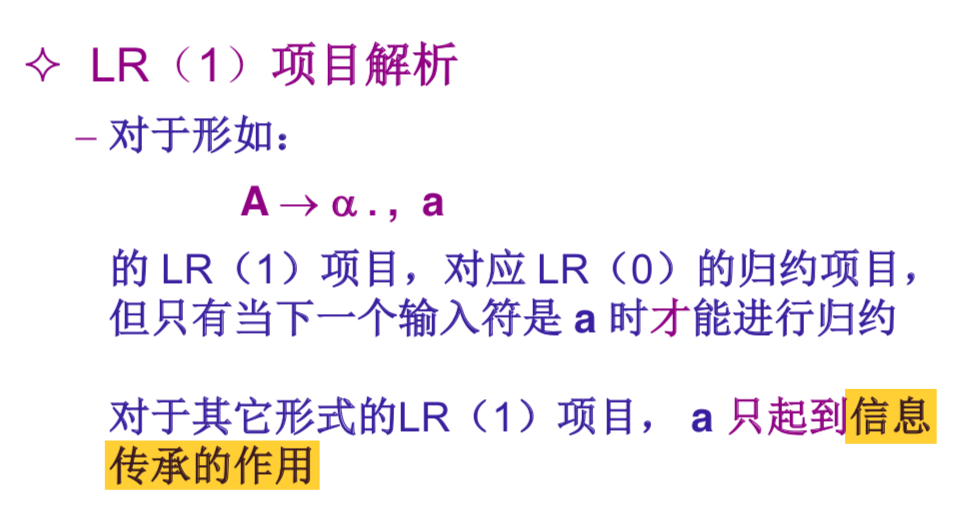 ✧ LR（1）项目解析
– 对于形如：
A → α . , a
的 LR（1）项目，对应 LR（0）的归约项目，
但只有当下一个输入符是 a 时才能进行归约
对于其它形式的LR（1）项目， a 只起到信息
传承的作用